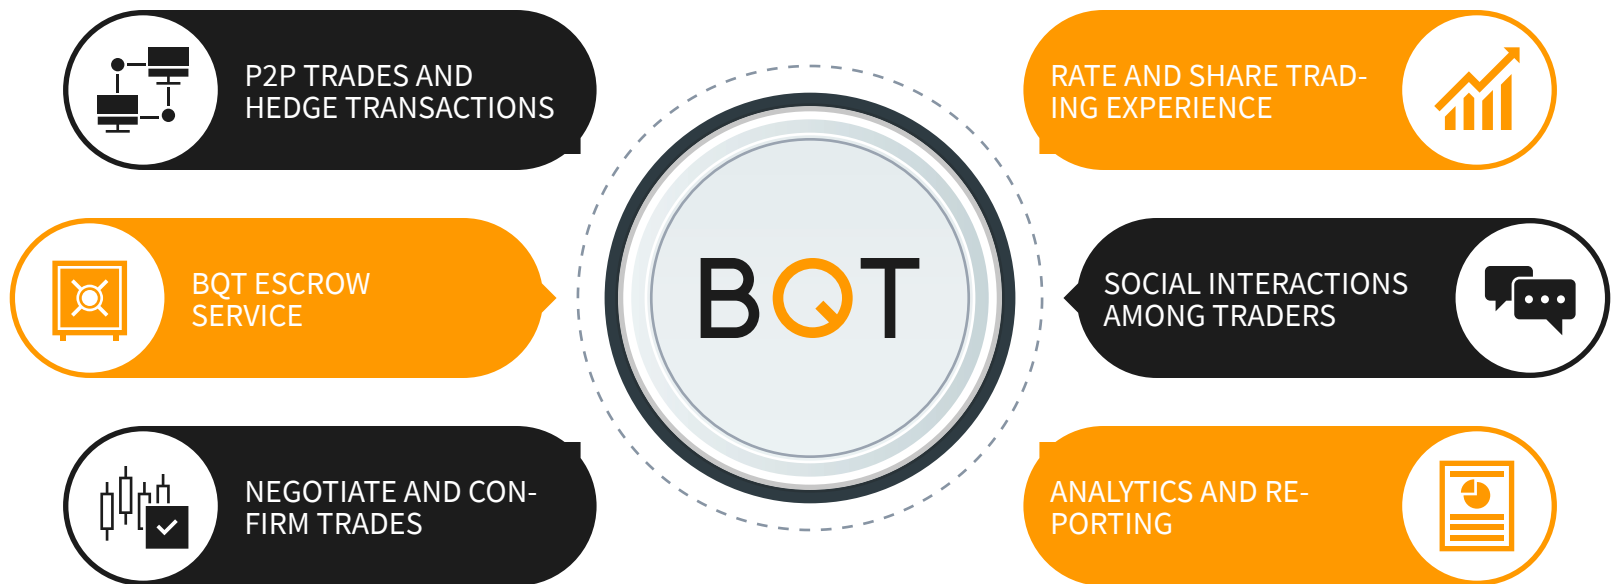 P2P TRADES AND
HEDGE TRANSACTIONS
BQT ESCROW
SERVICE
NEGOTIATE AND CON-
FIRM TRADES
BQT
RATE AND SHARE TRAD-
ING EXPERIENCE
SOCIAL INTERACTIONS
AMONG TRADERS
ANALYTICS AND RE-
PORTING